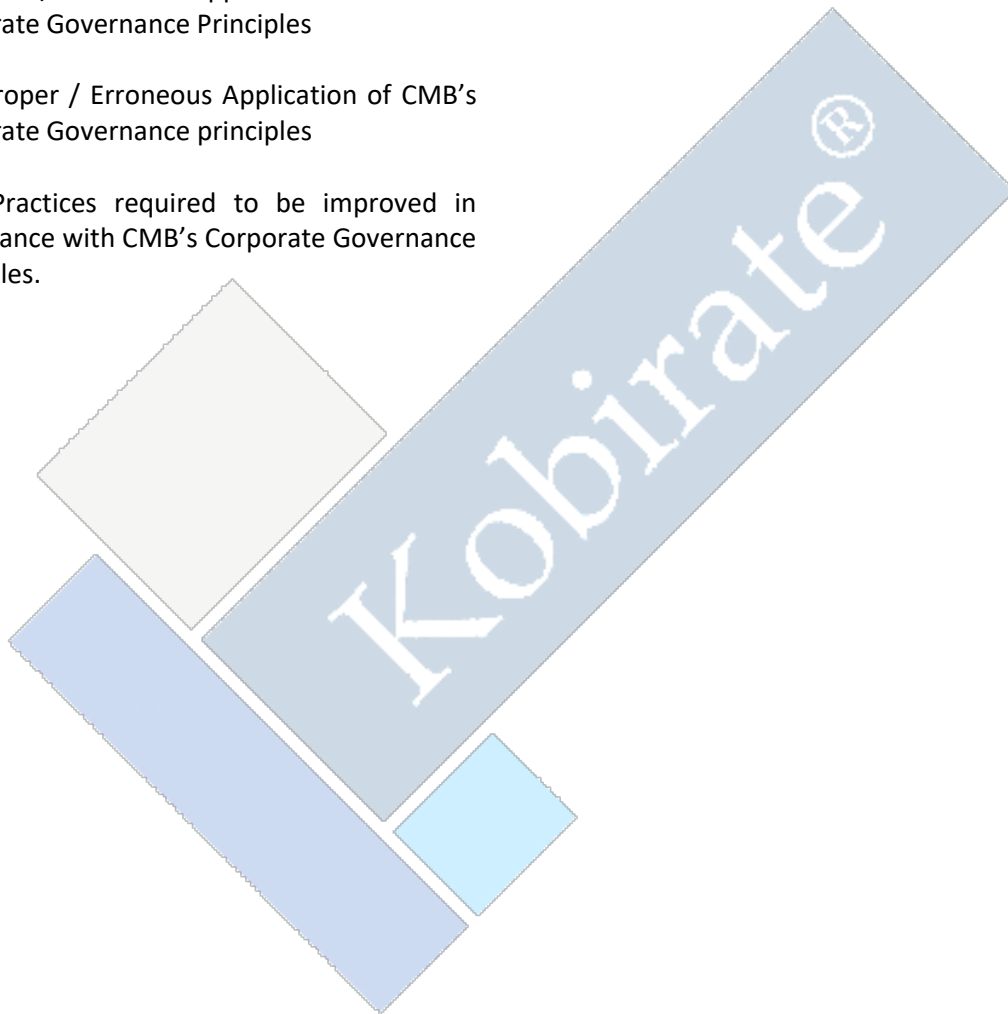 rate Governance Principles
roper / Erroneous Application of CMB’s
rate Governance principles
Practices required to be improved in
ance with CMB’s Corporate Governance
les.
Kobirate®